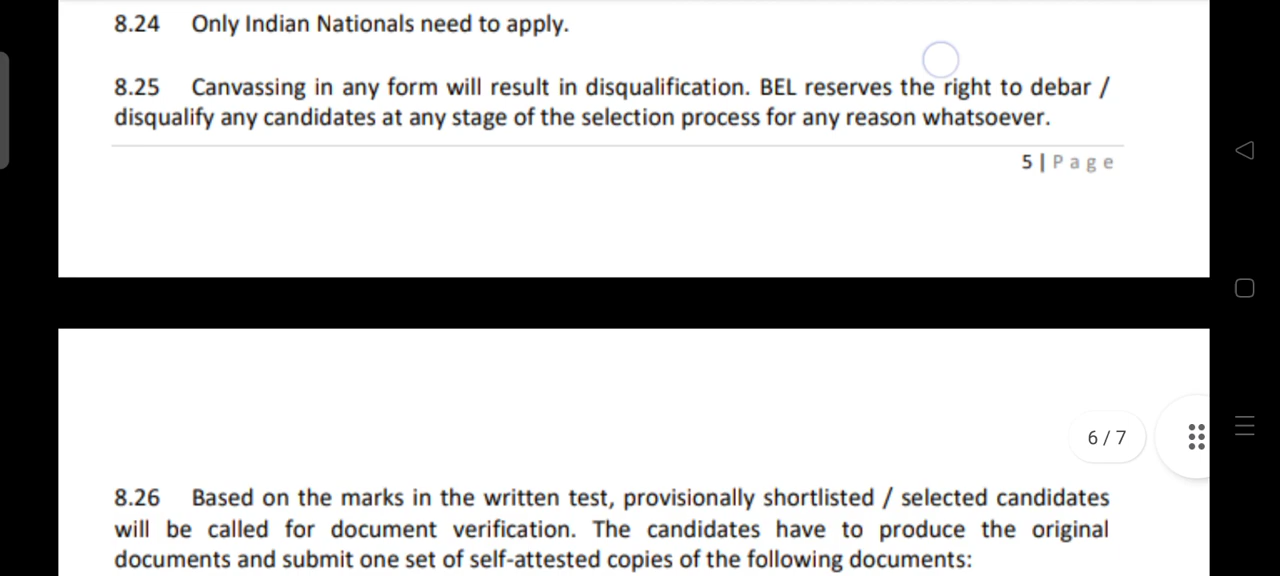 8.24 Only Indian Nationals need to apply.
8.25 Canvassing in any form will result in disqualification. BEL reserves the right to debar /
disqualify any candidates at any stage of the selection process for any reason whatsoever.
5 | Page
6 / 7
8.26 Based on the marks in the written test, provisionally shortlisted / selected candidates
will be called for document verification. The candidates have to produce the original
documents and submit one set of self-attested copies of the following documents: